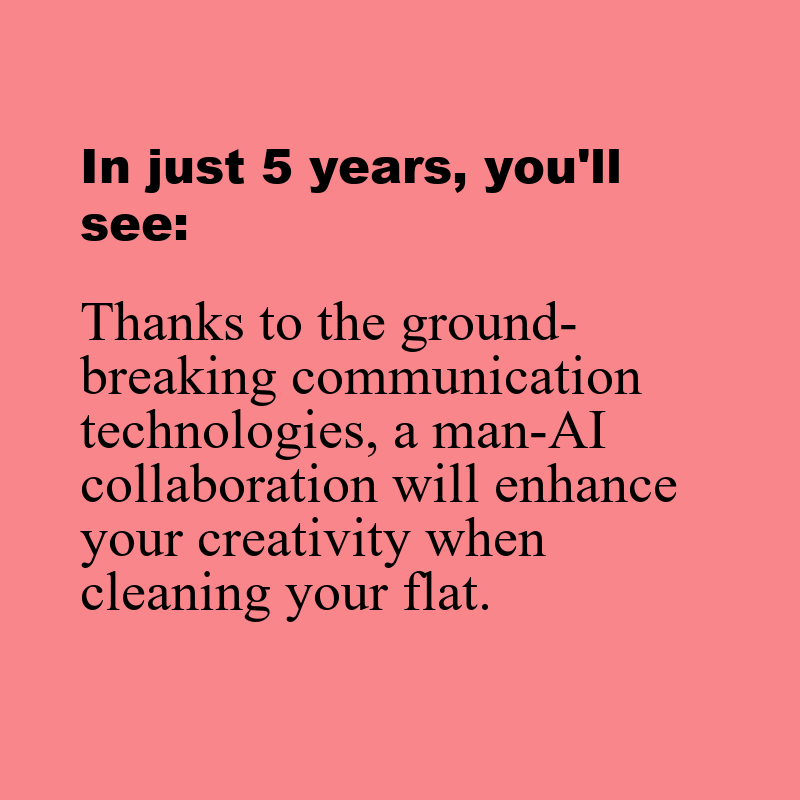 In just 5 years, you'll
see:
Thanks to the ground-
breaking communication
technologies, a man-AI
collaboration will enhance
your creativity when
cleaning your flat.